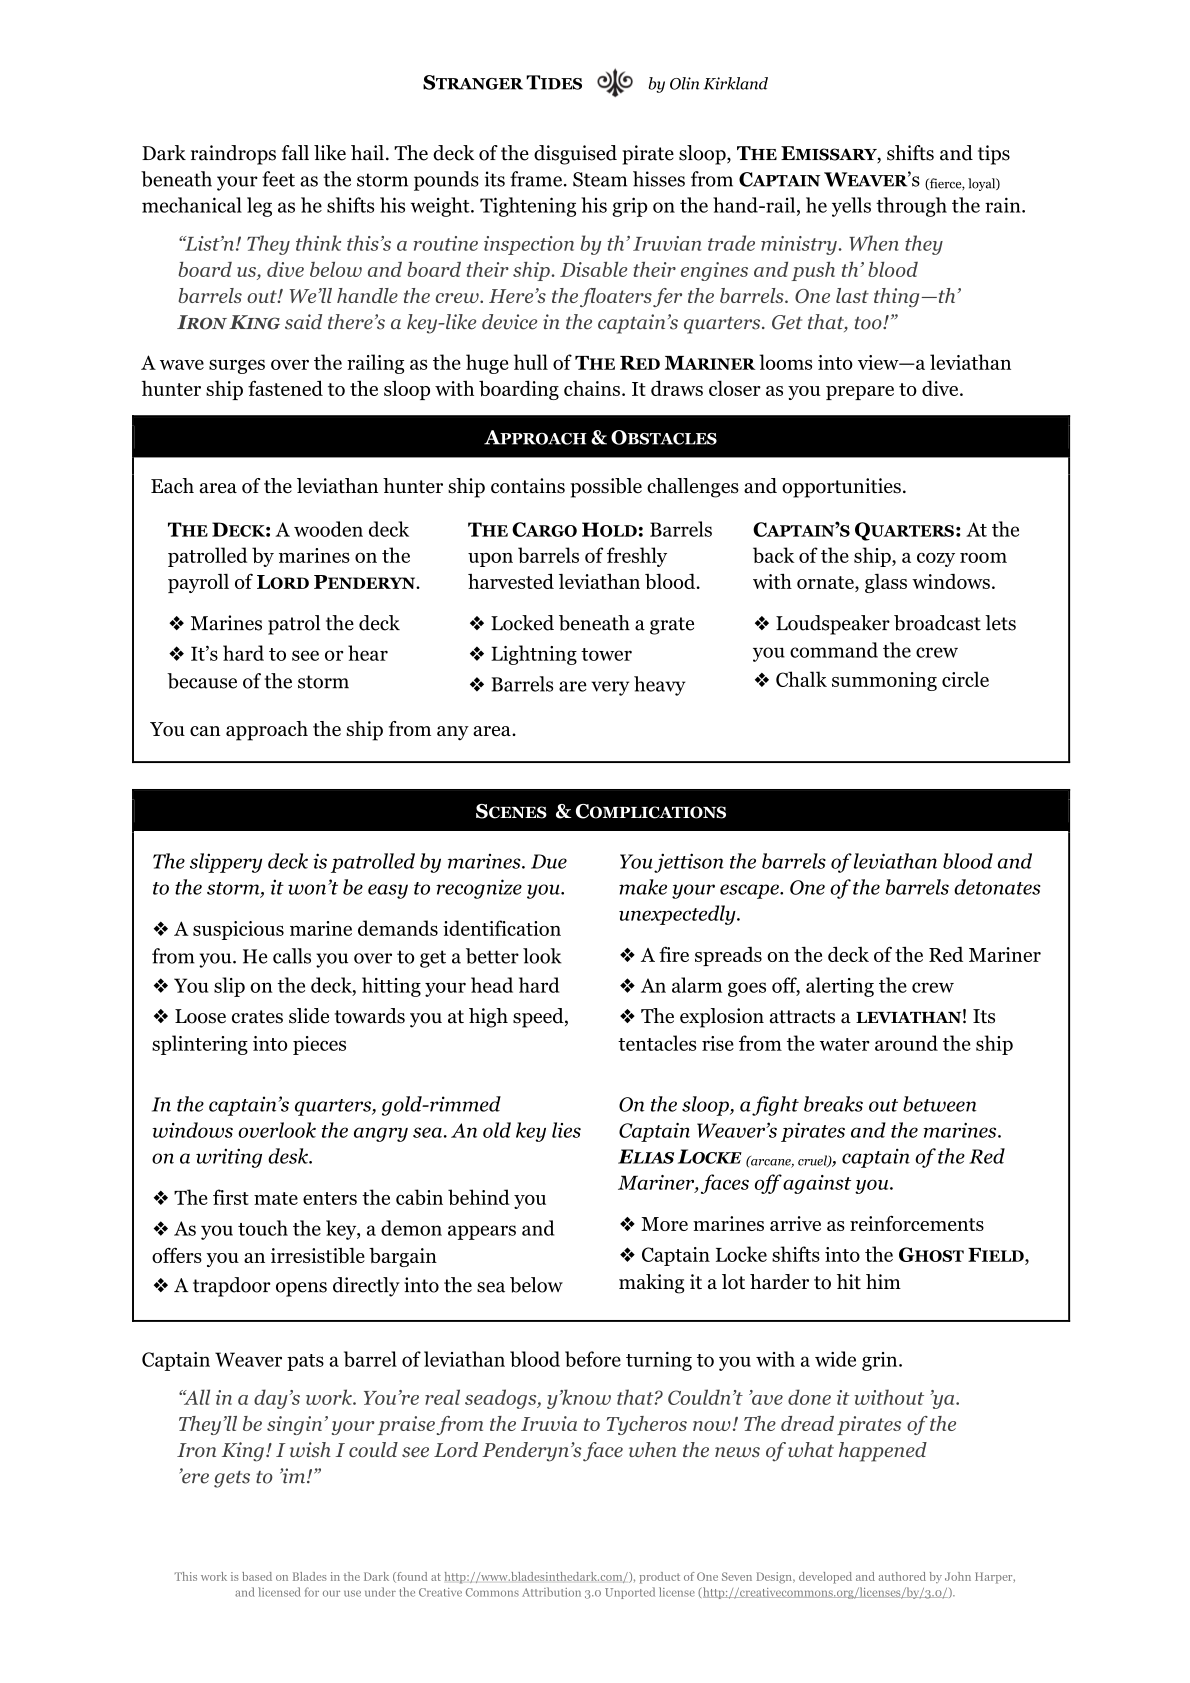 STRANGER TIDES by Olin Kirkland
Dark raindrops fall like hail. The deck of the disguised pirate sloop, THE EMISSARY, shifts and tips
beneath your feet as the storm pounds its frame. Steam hisses from CAPTAIN WEAVER's (fierce, loyal)
mechanical leg as he shifts his weight. Tightening his grip on the hand-rail, he yells through the rain.
“List’n! They think this’s a routine inspection by th’ Iruvian trade ministry. When they
board us, dive below and board their ship. Disable their engines and push th’ blood
barrels out! We’ll handle the crew. Here’s the floaters fer the barrels. One last thing—th’
IRON KING said there’s a key-like device in the captain’s quarters. Get that, too!”
A wave surges over the railing as the huge hull of THE RED MARINER looms into view—a leviathan
hunter ship fastened to the sloop with boarding chains. It draws closer as you prepare to dive.
APPROACH & OBSTACLES
Each area of the leviathan hunter ship contains possible challenges and opportunities.
THE DECK: A wooden deck
patrolled by marines on the
payroll of LORD PENDERYN.
❖ Marines patrol the deck
❖ It’s hard to see or hear
because of the storm
THE CARGO HOLD: Barrels
upon barrels of freshly
harvested leviathan blood.
❖ Locked beneath a grate
❖ Lightning tower
❖ Barrels are very heavy
CAPTAIN’S QUARTERS: At the
back of the ship, a cozy room
with ornate, glass windows.
❖ Loudspeaker broadcast lets
you command the crew
❖ Chalk summoning circle
You can approach the ship from any area.
SCENES & COMPLICATIONS
The slippery deck is patrolled by marines. Due
to the storm, it won’t be easy to recognize you.
❖ A suspicious marine demands identification
from you. He calls you over to get a better look
❖ You slip on the deck, hitting your head hard
❖ Loose crates slide towards you at high speed,
splintering into pieces
You jettison the barrels of leviathan blood and
make your escape. One of the barrels detonates
unexpectedly.
❖ A fire spreads on the deck of the Red Mariner
❖ An alarm goes off, alerting the crew
❖ The explosion attracts a LEVIATHAN! Its
tentacles rise from the water around the ship
In the captain’s quarters, gold-rimmed
windows overlook the angry sea. An old key lies
on a writing desk.
❖ The first mate enters the cabin behind you
❖ As you touch the key, a demon appears and
offers you an irresistible bargain
❖ A trapdoor opens directly into the sea below
On the sloop, a fight breaks out between
Captain Weaver’s pirates and the marines.
ELIAS LOCKE (arcane, cruel), captain of the Red
Mariner, faces off against you.
❖ More marines arrive as reinforcements
❖ Captain Locke shifts into the GHOST FIELD,
making it a lot harder to hit him
Captain Weaver pats a barrel of leviathan blood before turning to you with a wide grin.
“All in a day’s work. You’re real seadogs, y’know that? Couldn’t ’ave done it without ’ya.
They’ll be singin’ your praise from the Iruvia to Tycheros now! The dread pirates of the
Iron King! I wish I could see Lord Penderyn’s face when the news of what happened
’ere gets to ’im!”
This work is based on Blades in the Dark (found at http://www.bladesinthedark.com/), product of One Seven Design, developed and authored by John Harper,
and licensed for our use under the Creative Commons Attribution 3.0 Unported license (http://creativecommons.org/licenses/by/3.0/).